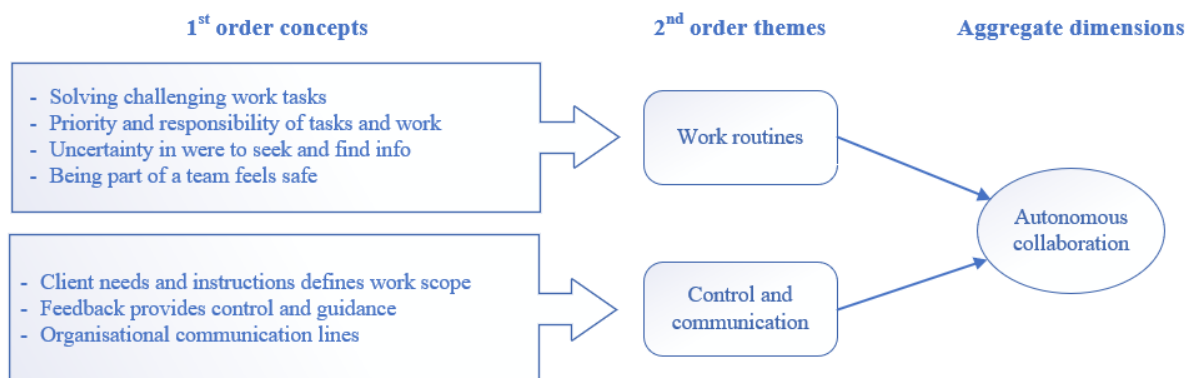 1st order concepts
2nd order themes
Aggregate dimensions
- Solving challenging work tasks
- Priority and responsibility of tasks and work
- Uncertainty in were to seek and find info
- Being part of a team feels safe
Work routines
- Client needs and instructions defines work scope
- Feedback provides control and guidance
- Organisational communication lines
Control and
communication
Autonomous
collaboration